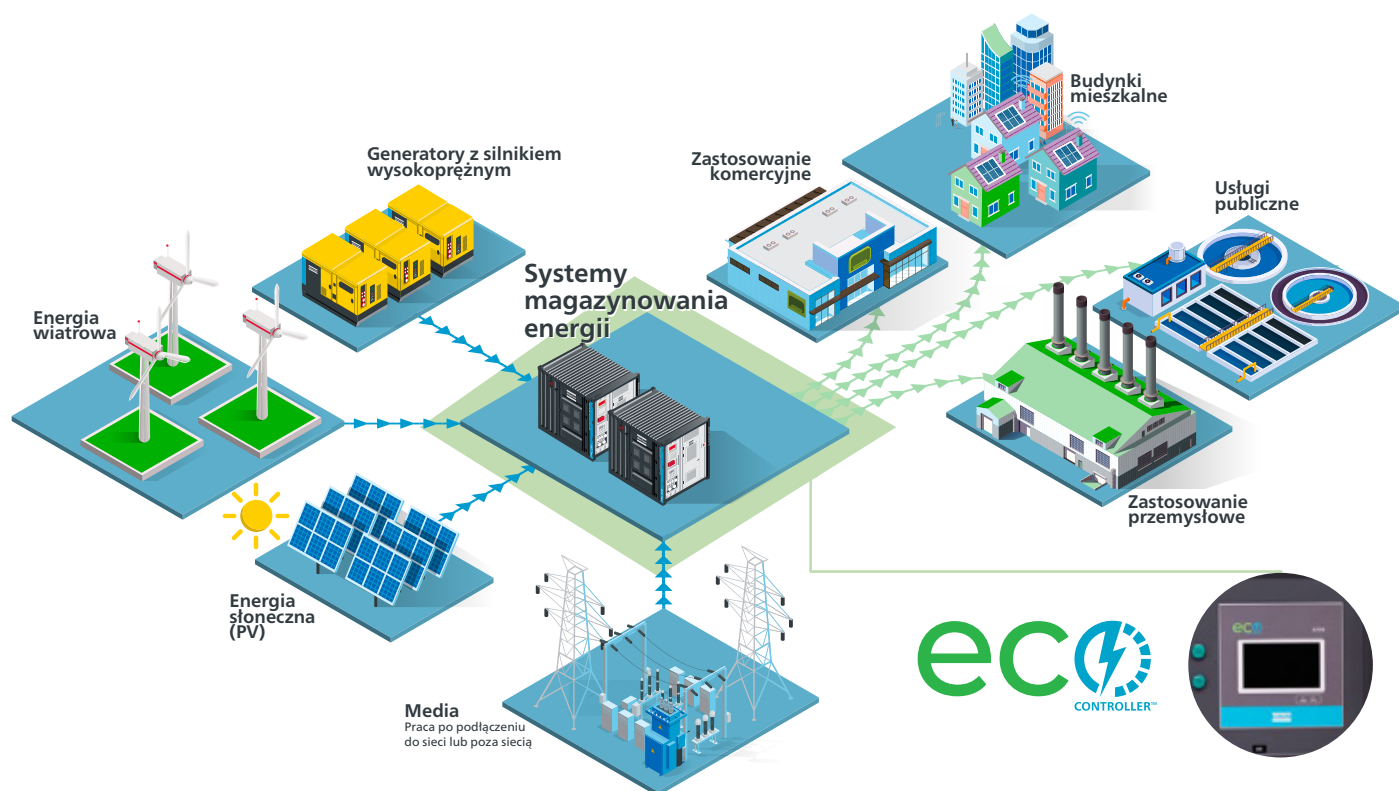 Budynki
mieszkalne
Generatory z silnikiem
wysokoprężnym
Zastosowanie
komercyjne
Usługi
publiczne
Systemy
magazynowania
energii
Energia
wiatrowa
Zastosowanie
przemysłowe
Energia
słoneczna
(PV)
Media
Praca po podłączeniu
do sieci lub poza siecią
eco
CONTROLLER™
eco